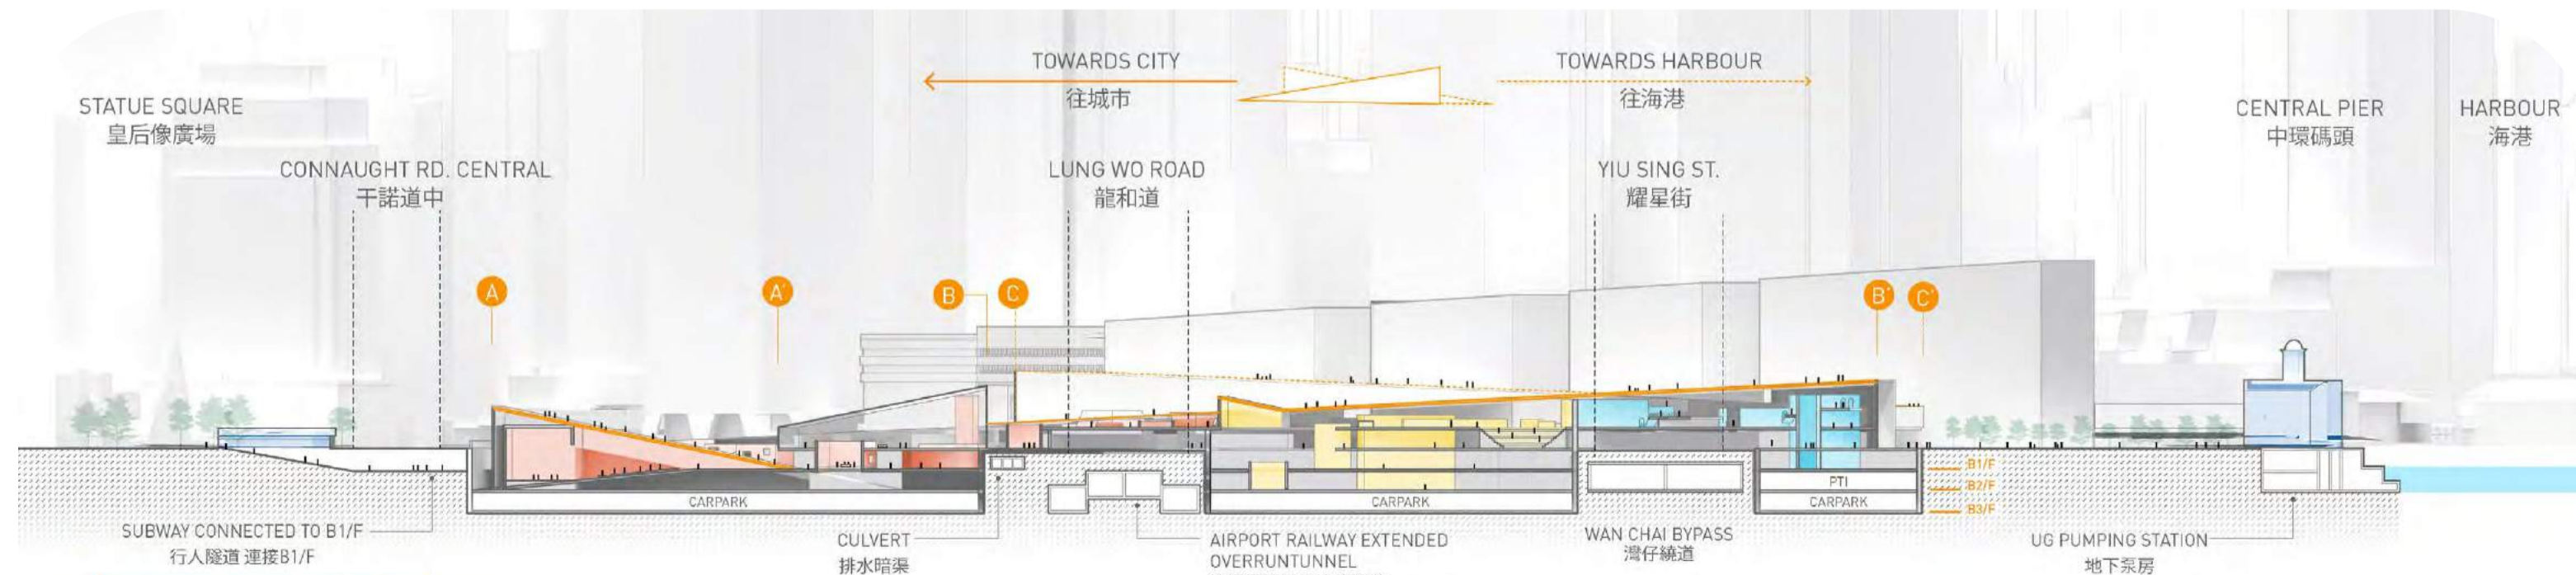 TOWARDS CITY
往城市
TOWARDS HARBOUR
往海港
STATUE SQUARE
皇后像廣場
CENTRAL PIER
中環碼頭
HARBOUR
海港
CONNAUGHT RD. CENTRAL
干諾道中
LUNG WO ROAD
龍和道
YIU SING ST.
耀星街
A
A'
B
C
B'
C'
B1/F
B2/F
B3/F
PTI
CARPARK
CARPARK
CARPARK
SUBWAY CONNECTED TO B1/F
行人隧道 連接B1/F
CULVERT
排水暗渠
AIRPORT RAILWAY EXTENDED
OVERRUNTUNNEL
WAN CHAI BYPASS
灣仔繞道
UG PUMPING STATION
地下泵房